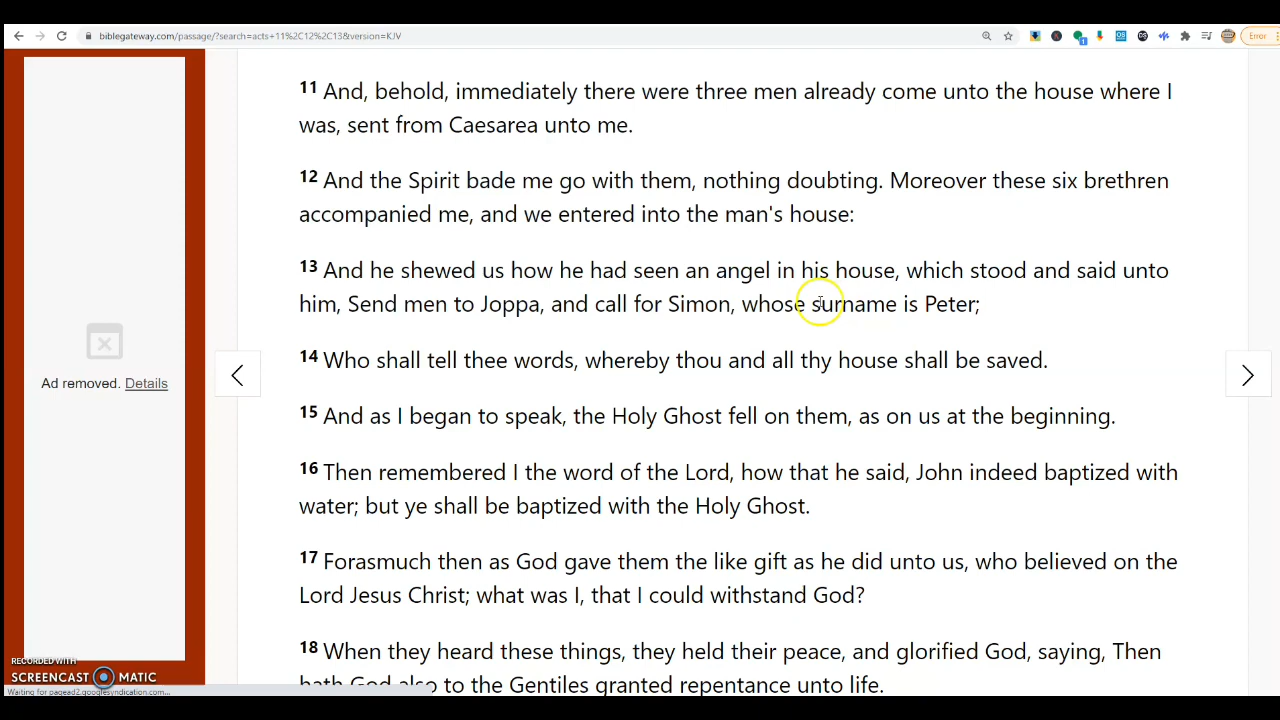 biblegateway.com/passage/?search=acts+11%2C12%2C13&version=KJV
Error
11 And, behold, immediately there were three men already come unto the house where I
was, sent from Caesarea unto me.
12 And the Spirit bade me go with them, nothing doubting. Moreover these six brethren
accompanied me, and we entered into the man's house:
13 And he shewed us how he had seen an angel in his house, which stood and said unto
him, Send men to Joppa, and call for Simon, whose surname is Peter;
14 Who shall tell thee words, whereby thou and all thy house shall be saved.
Ad removed. Details
15 And as I began to speak, the Holy Ghost fell on them, as on us at the beginning.
16 Then remembered I the word of the Lord, how that he said, John indeed baptized with
water; but ye shall be baptized with the Holy Ghost.
17 Forasmuch then as God gave them the like gift as he did unto us, who believed on the
Lord Jesus Christ; what was I, that I could withstand God?
18 When they heard these things, they held their peace, and glorified God, saying, Then
hath God also to the Gentiles granted repentance unto life.
RECORDED WITH
SCREENCAST MATIC
Waiting for pagead2.googlesyndication.com...